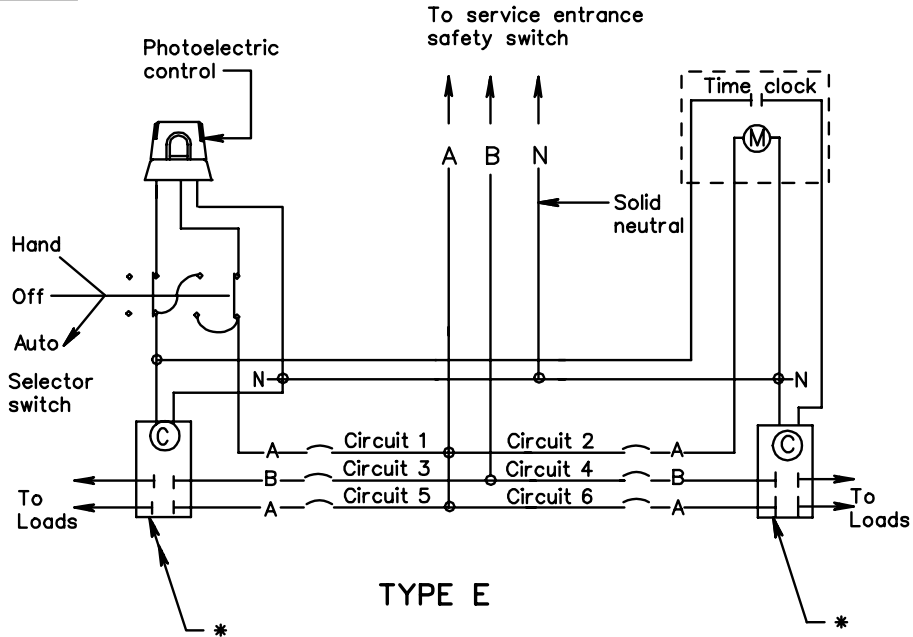 To service entrance
safety switch
Photoelectric
control
Time clock
M
A B N
Solid
neutral
Hand
Off
Auto
Selector
switch
N
N
C
C
A Circuit 1 Circuit 2 A
B Circuit 3 Circuit 4 B
A Circuit 5 Circuit 6 A
To
Loads
To
Loads
TYPE E
*
*